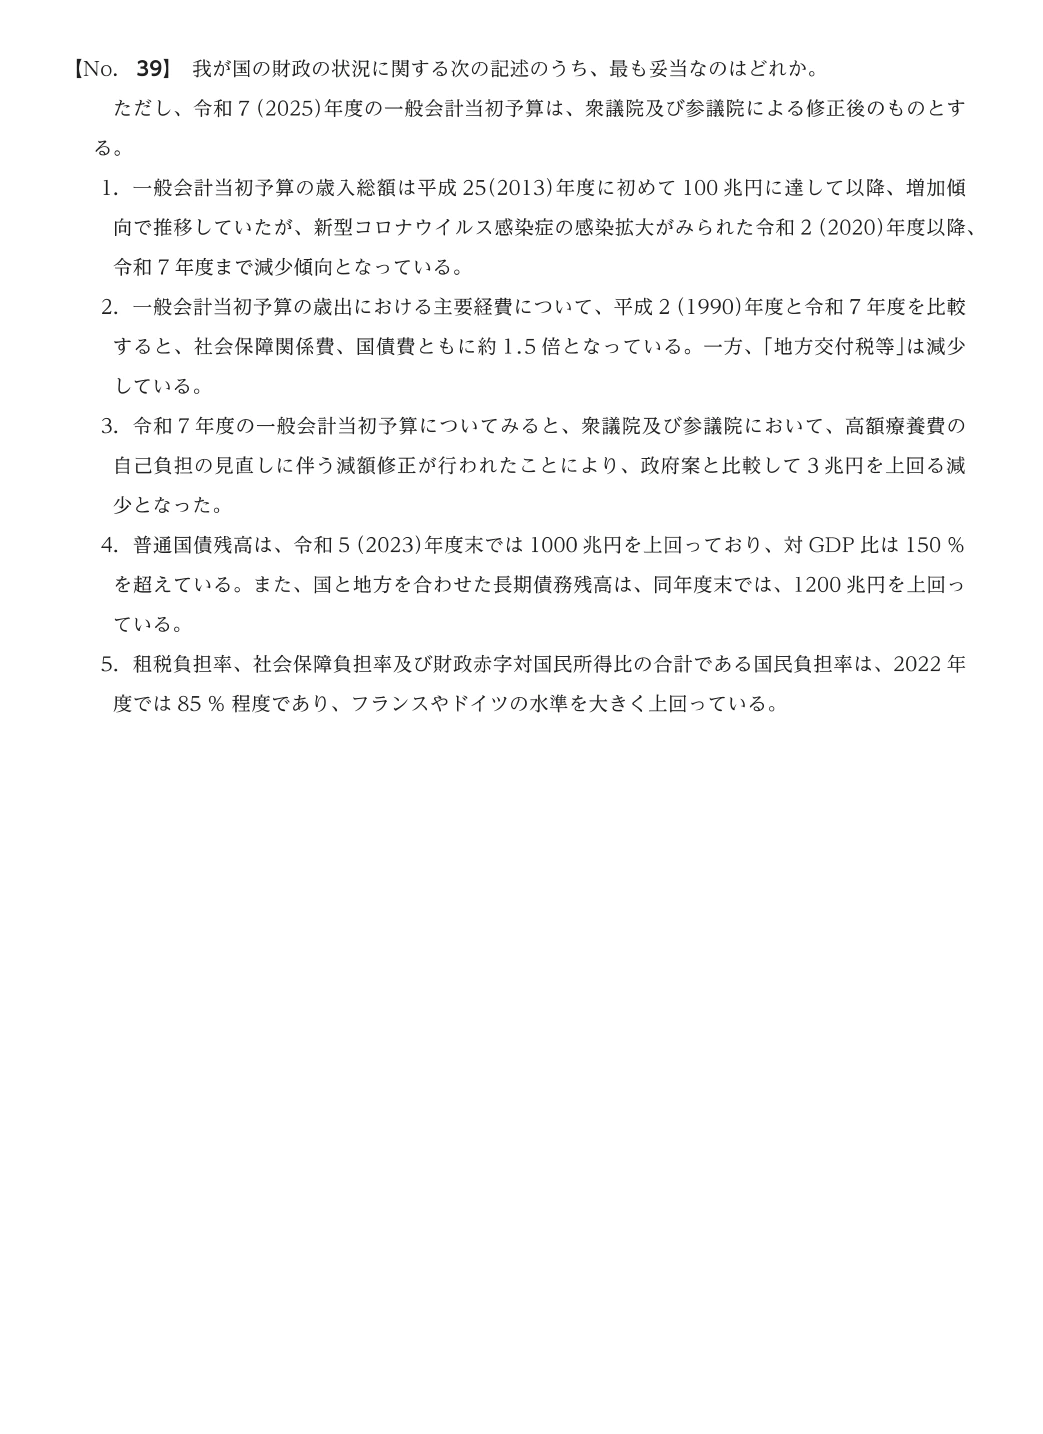 【No. 39】 我が国の財政の状況に関する次の記述のうち、最も妥当なのはどれか。
ただし、令和7(2025)年度の一般会計当初予算は、衆議院及び参議院による修正後のものとす
る。
1. 一般会計当初予算の歳入総額は平成25(2013)年度に初めて100兆円に達して以降、増加傾
向で推移していたが、新型コロナウイルス感染症の感染拡大がみられた令和2(2020)年度以降、
令和7年度まで減少傾向となっている。
2. 一般会計当初予算の歳出における主要経費について、平成2(1990)年度と令和7年度を比較
すると、社会保障関係費、国債費ともに約1.5倍となっている。一方、「地方交付税等」は減少
している。
3. 令和7年度の一般会計当初予算についてみると、衆議院及び参議院において、高額療養費の
自己負担の見直しに伴う減額修正が行われたことにより、政府案と比較して3兆円を上回る減
少となった。
4. 普通国債残高は、令和5(2023)年度末では1000兆円を上回っており、対GDP比は150%
を超えている。また、国と地方を合わせた長期債務残高は、同年度末では、1200兆円を上回っ
ている。
5. 租税負担率、社会保障負担率及び財政赤字対国民所得比の合計である国民負担率は、2022年
度では85%程度であり、フランスやドイツの水準を大きく上回っている。